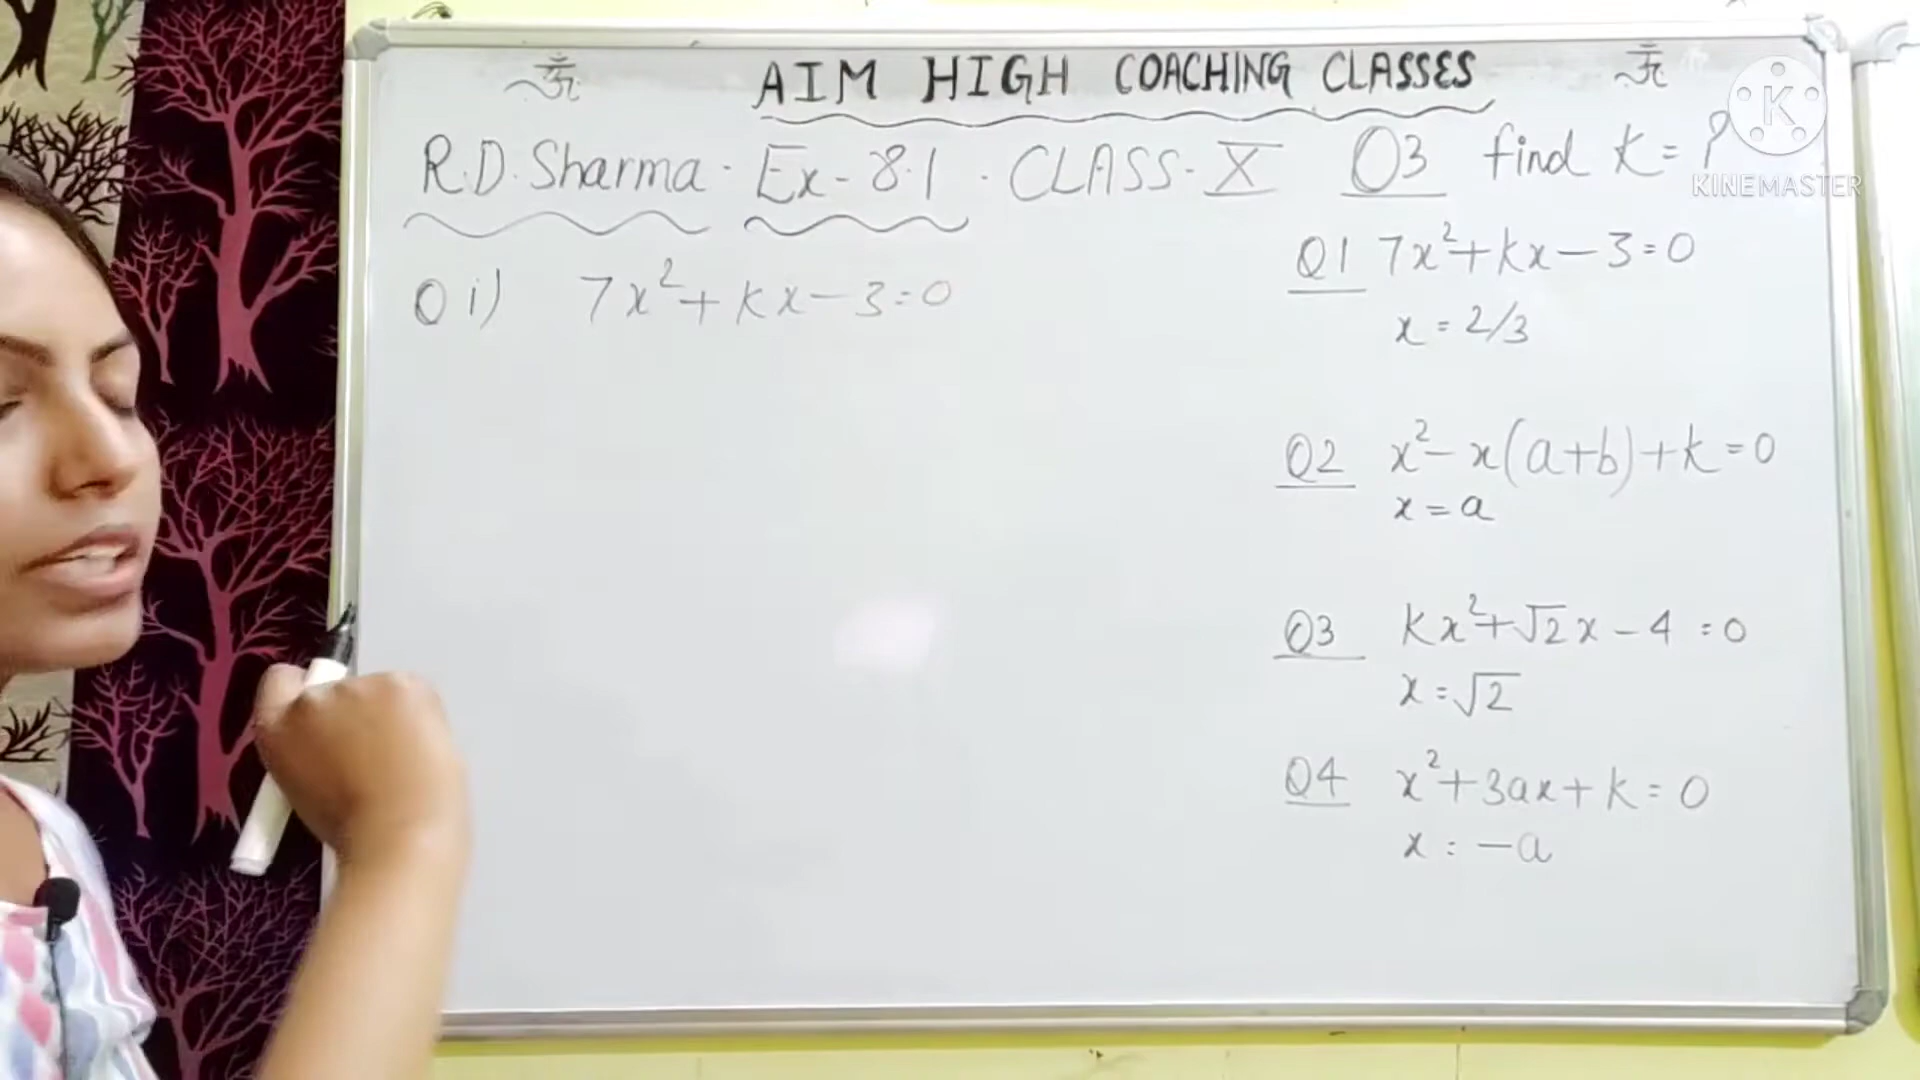 ॐ AIM HIGH COACHING CLASSES ॐ
K
KINEMASTER
R.D. Sharma. Ex-8.1. CLASS-X Q3 find K=?
Q i) 7x²+Kx-3=0
Q1 7x²+Kx-3=0
x=2/3
Q2 x²-x(a+b)+k=0
x=a
Q3 Kx²+√2x-4=0
x=√2
Q4 x²+3ax+k=0
x=-a